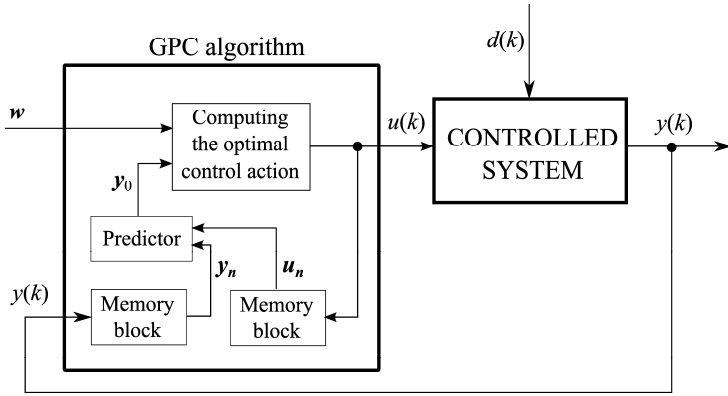 GPC algorithm
d(k)
w
Computing
the optimal
control action
u(k)
CONTROLLED
SYSTEM
y(k)
y₀
Predictor
yₙ
uₙ
y(k)
Memory
block
Memory
block